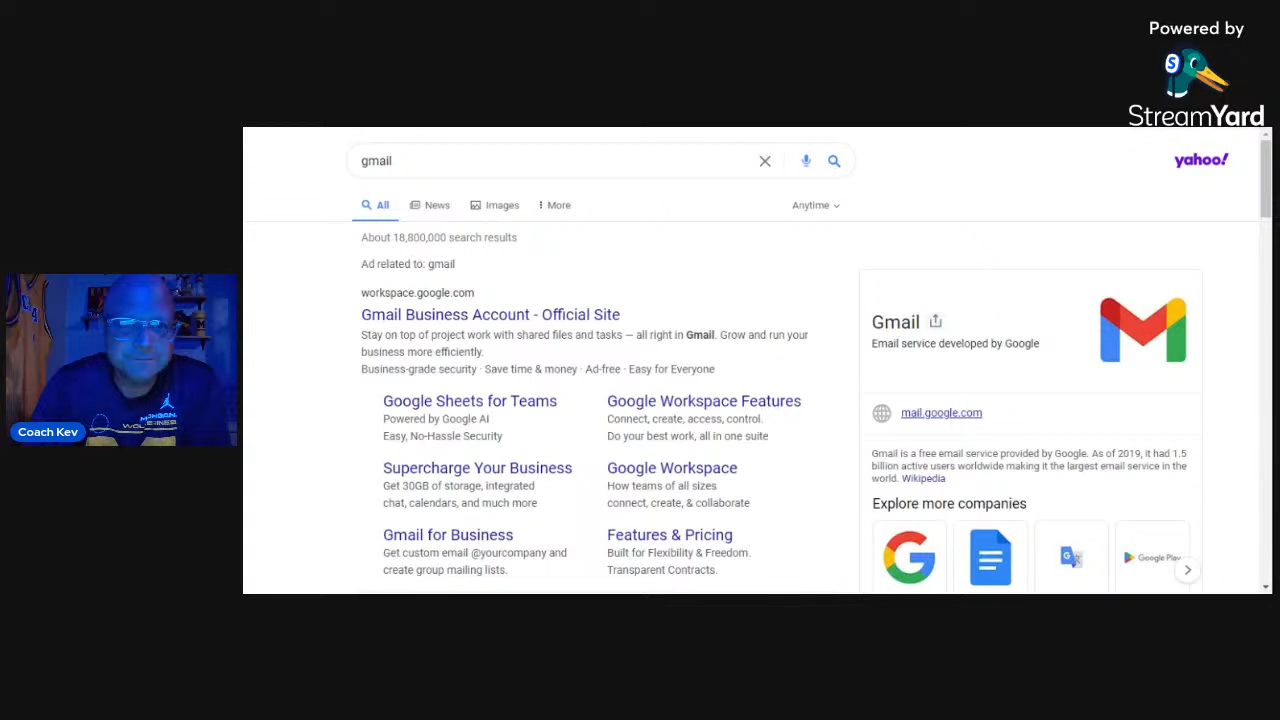 Powered by
StreamYard
gmail
yahoo!
All
News
Images
More
Anytime
About 18,800,000 search results
Ad related to: gmail
workspace.google.com
Gmail Business Account - Official Site
Stay on top of project work with shared files and tasks — all right in Gmail. Grow and run your
business more efficiently.
Business-grade security · Save time & money · Ad-free · Easy for Everyone
Google Sheets for Teams
Powered by Google AI
Easy, No-Hassle Security
Google Workspace Features
Connect, create, access, control.
Do your best work, all in one suite
Supercharge Your Business
Get 30GB of storage, integrated
chat, calendars, and much more
Google Workspace
How teams of all sizes
connect, create, & collaborate
Gmail for Business
Get custom email @yourcompany and
create group mailing lists.
Features & Pricing
Built for Flexibility & Freedom.
Transparent Contracts.
Gmail
Email service developed by Google
mail.google.com
Gmail is a free email service provided by Google. As of 2019, it had 1.5
billion active users worldwide making it the largest email service in the
world. Wikipedia
Explore more companies
Google Play
Coach Kev